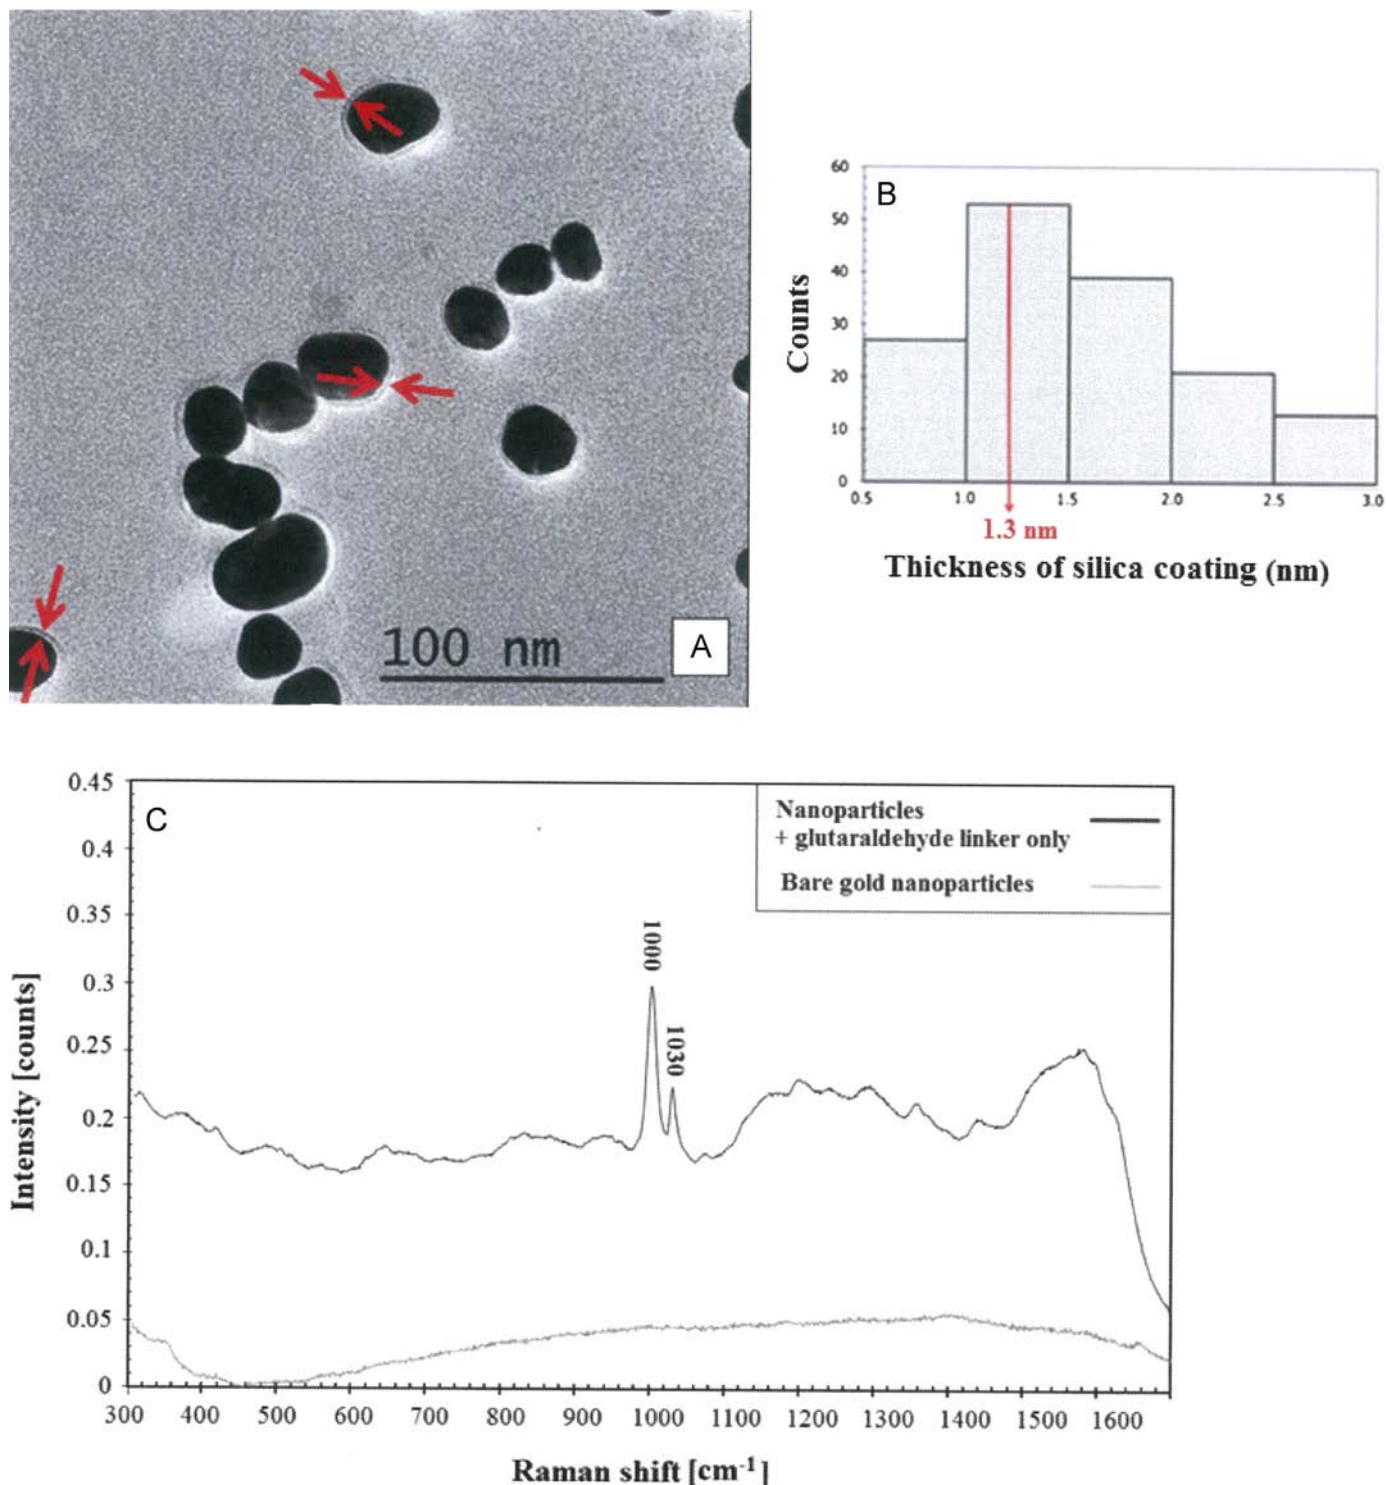 100 nm
A
B
60
50
40
30
20
10
0
Counts
0.5 1.0 1.5 2.0 2.5 3.0
1.3 nm
Thickness of silica coating (nm)
C
0.45
0.4
0.35
0.3
0.25
0.2
0.15
0.1
0.05
0
Intensity [counts]
Nanoparticles
+ glutaraldehyde linker only
Bare gold nanoparticles
1000
1030
300 400 500 600 700 800 900 1000 1100 1200 1300 1400 1500 1600
Raman shift [cm⁻¹]